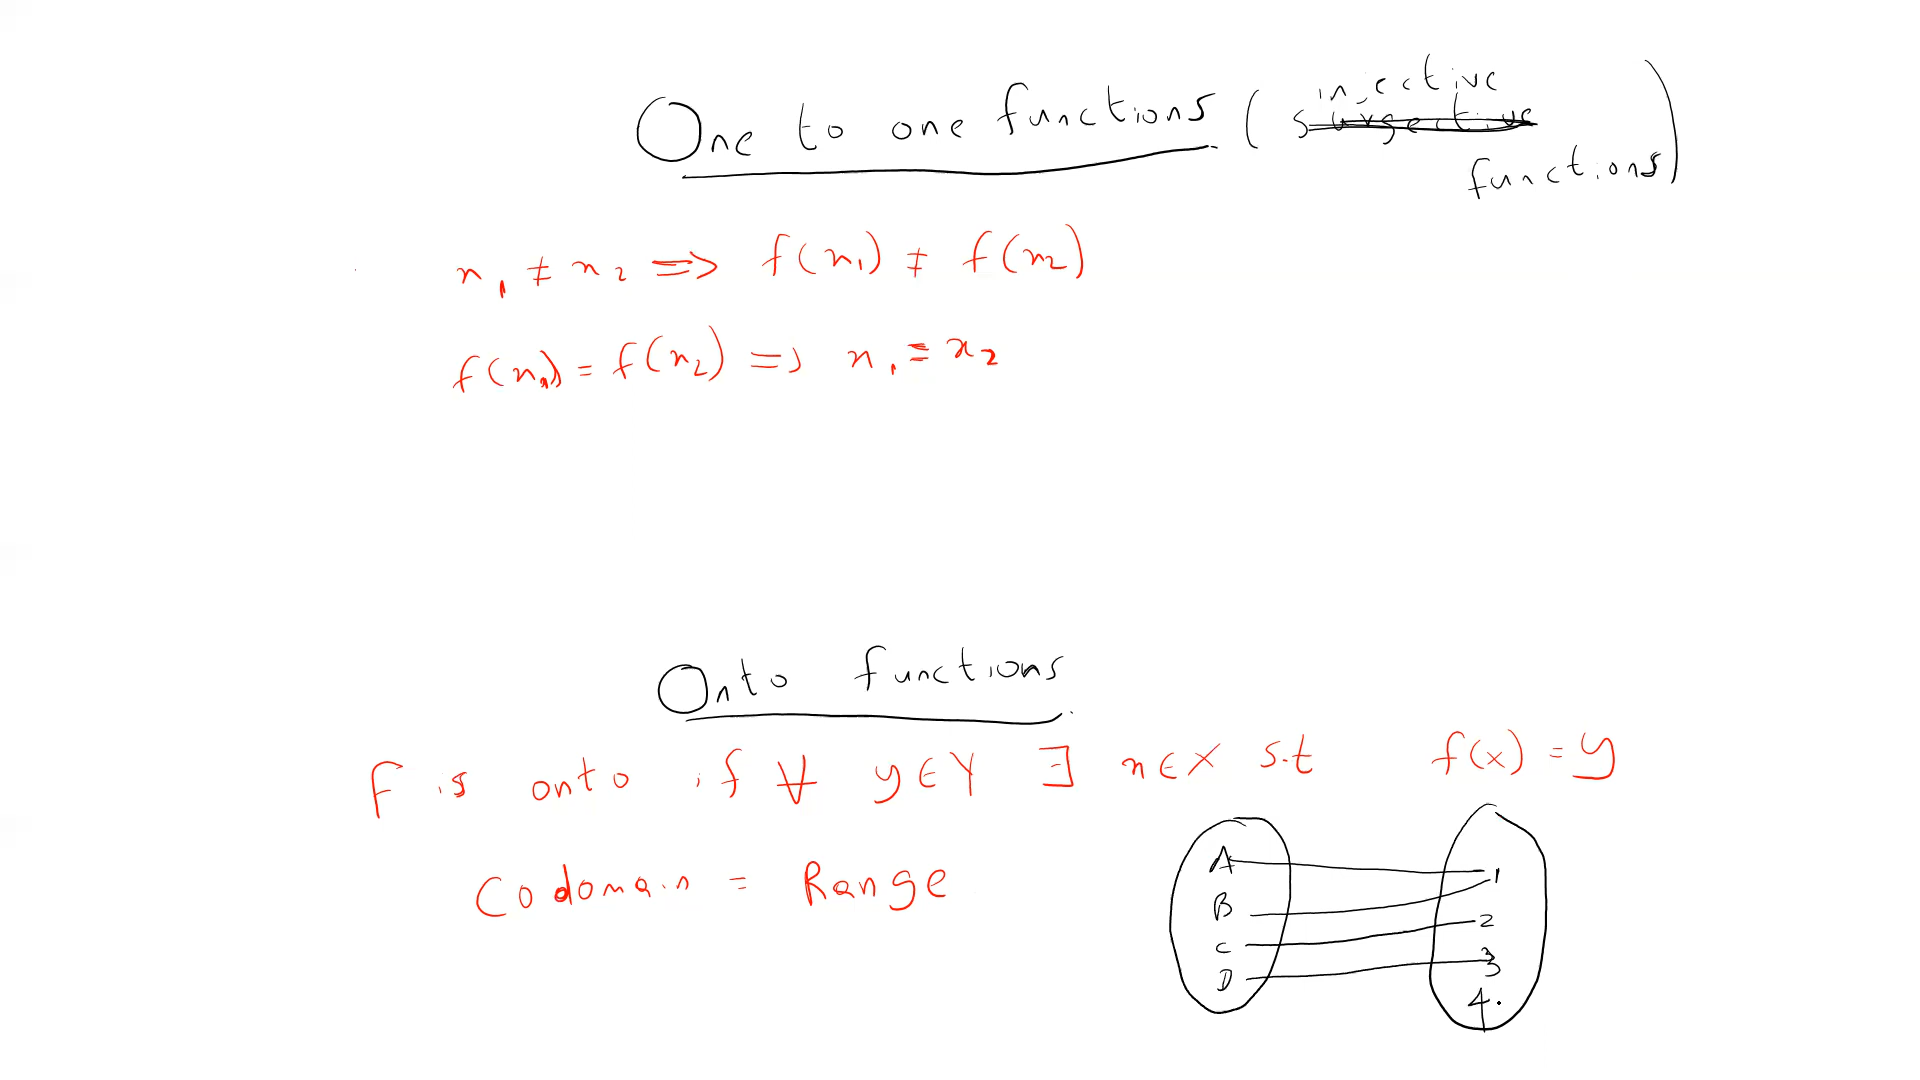 One to one functions ( injective
surgective
functions)
x₁ ≠ x₂ => f(x₁) ≠ f(x₂)
f(x₁) = f(x₂) => x₁ = x₂
Onto functions
F is onto if ∀ y ∈ Y ∃ x ∈ X s.t f(x) = y
Codomain = Range
A 1
B 2
C 3
D 4